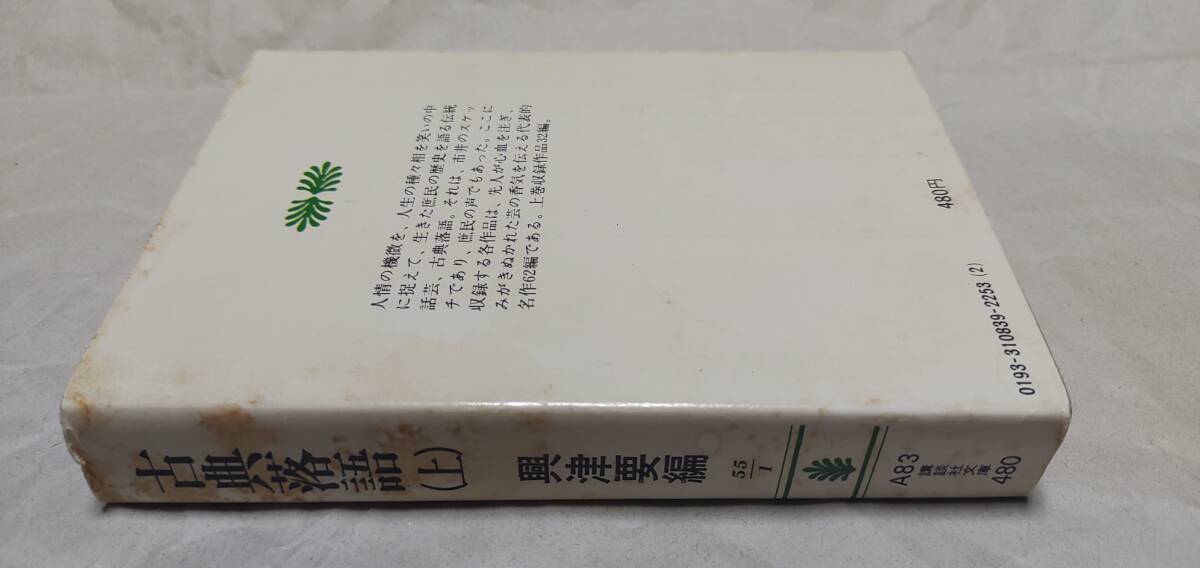 人情の機微を、人生の種々相を笑いの中
に捉えて、生きた庶民の歴史を語る伝統
話芸、古典落語。それは、市井のスケッ
チであり、庶民の声でもあった。ここに
収録する各作品は、先人が心血を注ぎ、
みがきぬかれた芸の香気を伝える代表的
名作62編である。上巻収録作品32編。
480円
0193-310839-2253 (2)
古典落語(上)
興津要編
55
1
A83
講談社文庫
480